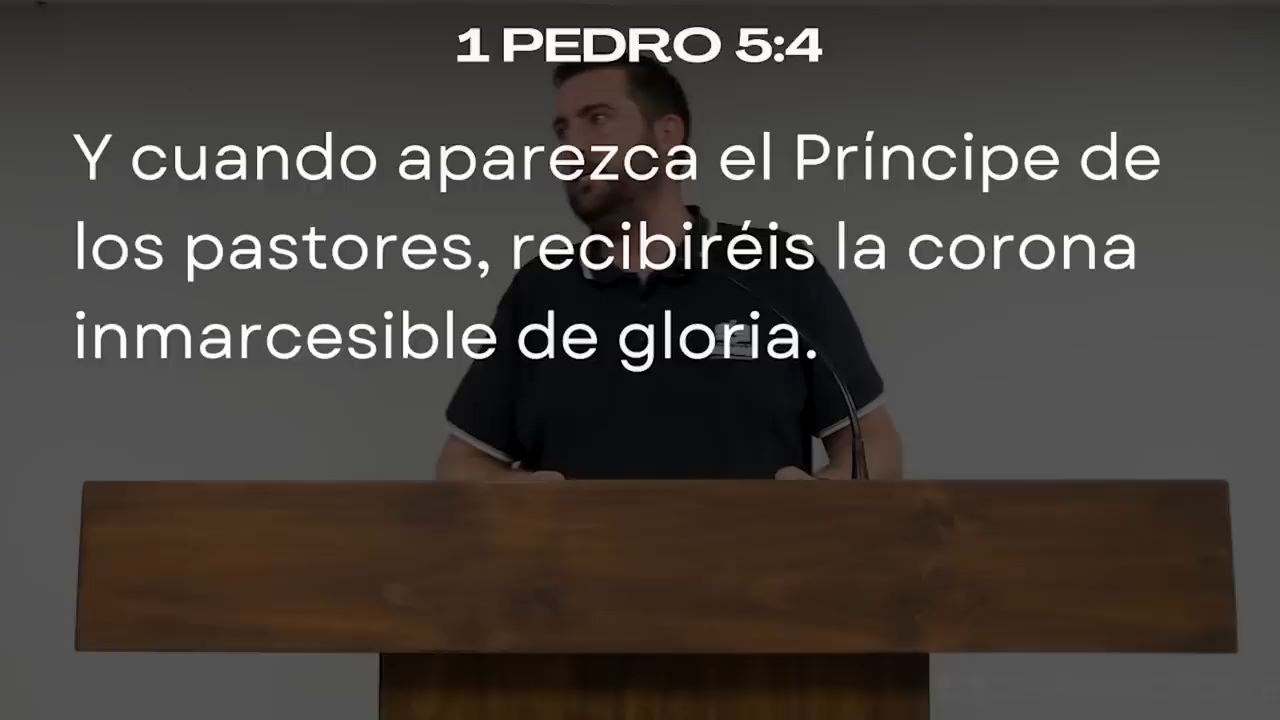 1 PEDRO 5:4
Y cuando aparezca el Príncipe de
los pastores, recibiréis la corona
inmarcesible de gloria.